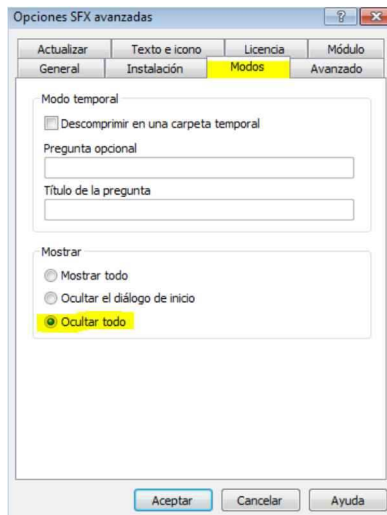 Opciones SFX avanzadas
Actualizar Texto e icono Licencia Módulo
General Instalación Modos Avanzado
Modo temporal
Descomprimir en una carpeta temporal
Pregunta opcional
Título de la pregunta
Mostrar
Mostrar todo
Ocultar el diálogo de inicio
Ocultar todo
Aceptar Cancelar Ayuda